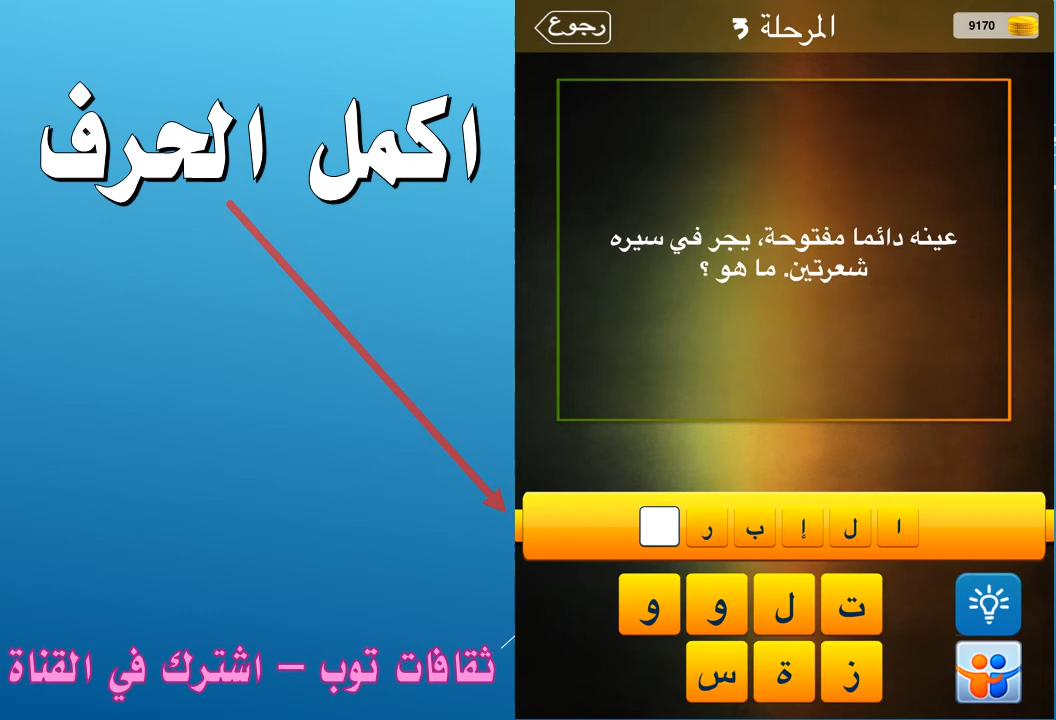 اكمل الحرف
ثقافات توب – اشترك في القناة
رجوع
المرحلة 3
9170
عينه دائما مفتوحة، يجر في سيره
شعرتين. ما هو ؟
ا ل إ ب ر
ت ل و و
ز ة س